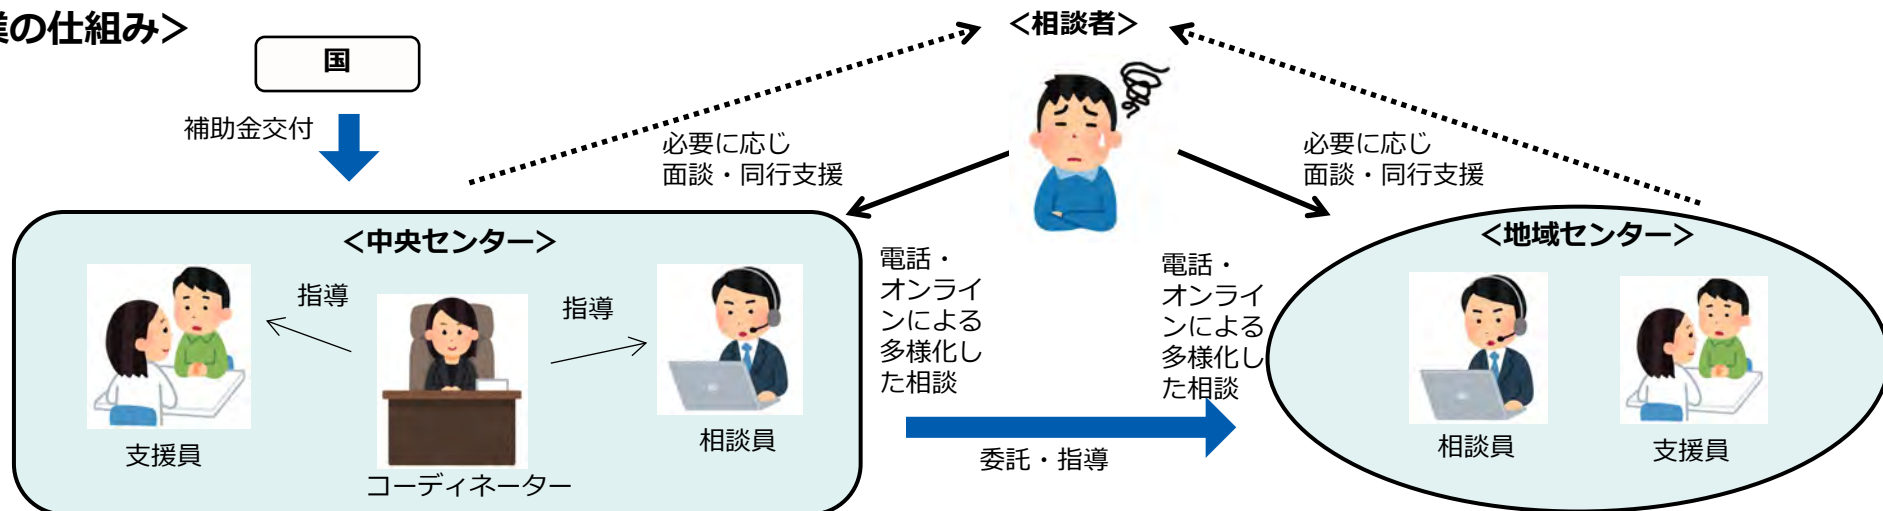 業の仕組み＞
国
補助金交付
＜相談者＞
必要に応じ
面談・同行支援
必要に応じ
面談・同行支援
＜中央センター＞
指導
指導
支援員
コーディネーター
相談員
電話・
オンライ
ンによる
多様化し
た相談
委託・指導
電話・
オンライ
ンによる
多様化し
た相談
＜地域センター＞
相談員
支援員